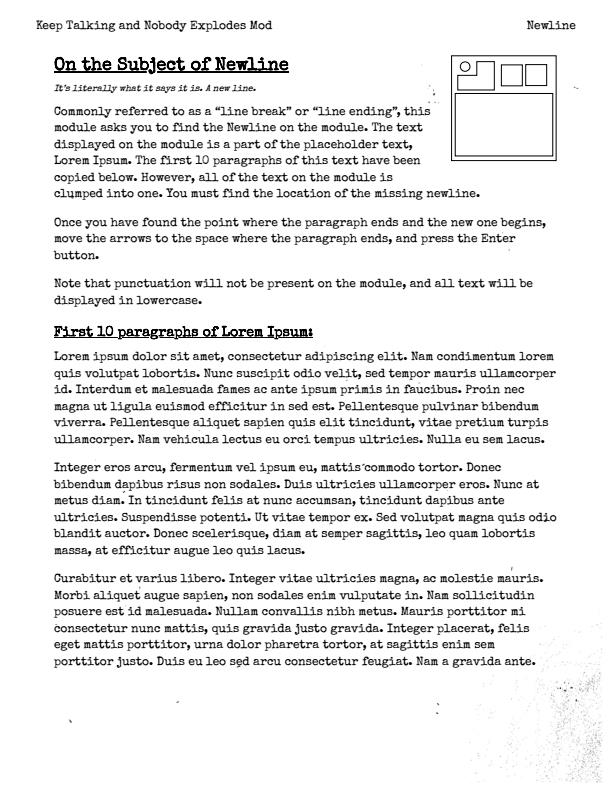 Keep Talking and Nobody Explodes Mod
Newline
On the Subject of Newline
It's literally what it says it is. A new line.
Commonly referred to as a “line break” or “line ending”, this
module asks you to find the Newline on the module. The text
displayed on the module is a part of the placeholder text,
Lorem Ipsum. The first 10 paragraphs of this text have been
copied below. However, all of the text on the module is
clumped into one. You must find the location of the missing newline.
Once you have found the point where the paragraph ends and the new one begins,
move the arrows to the space where the paragraph ends, and press the Enter
button.
Note that punctuation will not be present on the module, and all text will be
displayed in lowercase.
First 10 paragraphs of Lorem Ipsum:
Lorem ipsum dolor sit amet, consectetur adipiscing elit. Nam condimentum lorem
quis volutpat lobortis. Nunc suscipit odio velit, sed tempor mauris ullamcorper
id. Interdum et malesuada fames ac ante ipsum primis in faucibus. Proin nec
magna ut ligula euismod efficitur in sed est. Pellentesque pulvinar bibendum
viverra. Pellentesque aliquet sapien quis elit tincidunt, vitae pretium turpis
ullamcorper. Nam vehicula lectus eu orci tempus ultricies. Nulla eu sem lacus.
Integer eros arcu, fermentum vel ipsum eu, mattis commodo tortor. Donec
bibendum dapibus risus non sodales. Duis ultricies ullamcorper eros. Nunc at
metus diam. In tincidunt felis at nunc accumsan, tincidunt dapibus ante
ultricies. Suspendisse potenti. Ut vitae tempor ex. Sed volutpat magna quis odio
blandit auctor. Donec scelerisque, diam at semper sagittis, leo quam lobortis
massa, at efficitur augue leo quis lacus.
Curabitur et varius libero. Integer vitae ultricies magna, ac molestie mauris.
Morbi aliquet augue sapien, non sodales enim vulputate in. Nam sollicitudin
posuere est id malesuada. Nullam convallis nibh metus. Mauris porttitor mi
consectetur nunc mattis, quis gravida justo gravida. Integer placerat, felis
eget mattis porttitor, urna dolor pharetra tortor, at sagittis enim sem
porttitor justo. Duis eu leo sed arcu consectetur feugiat. Nam a gravida ante.